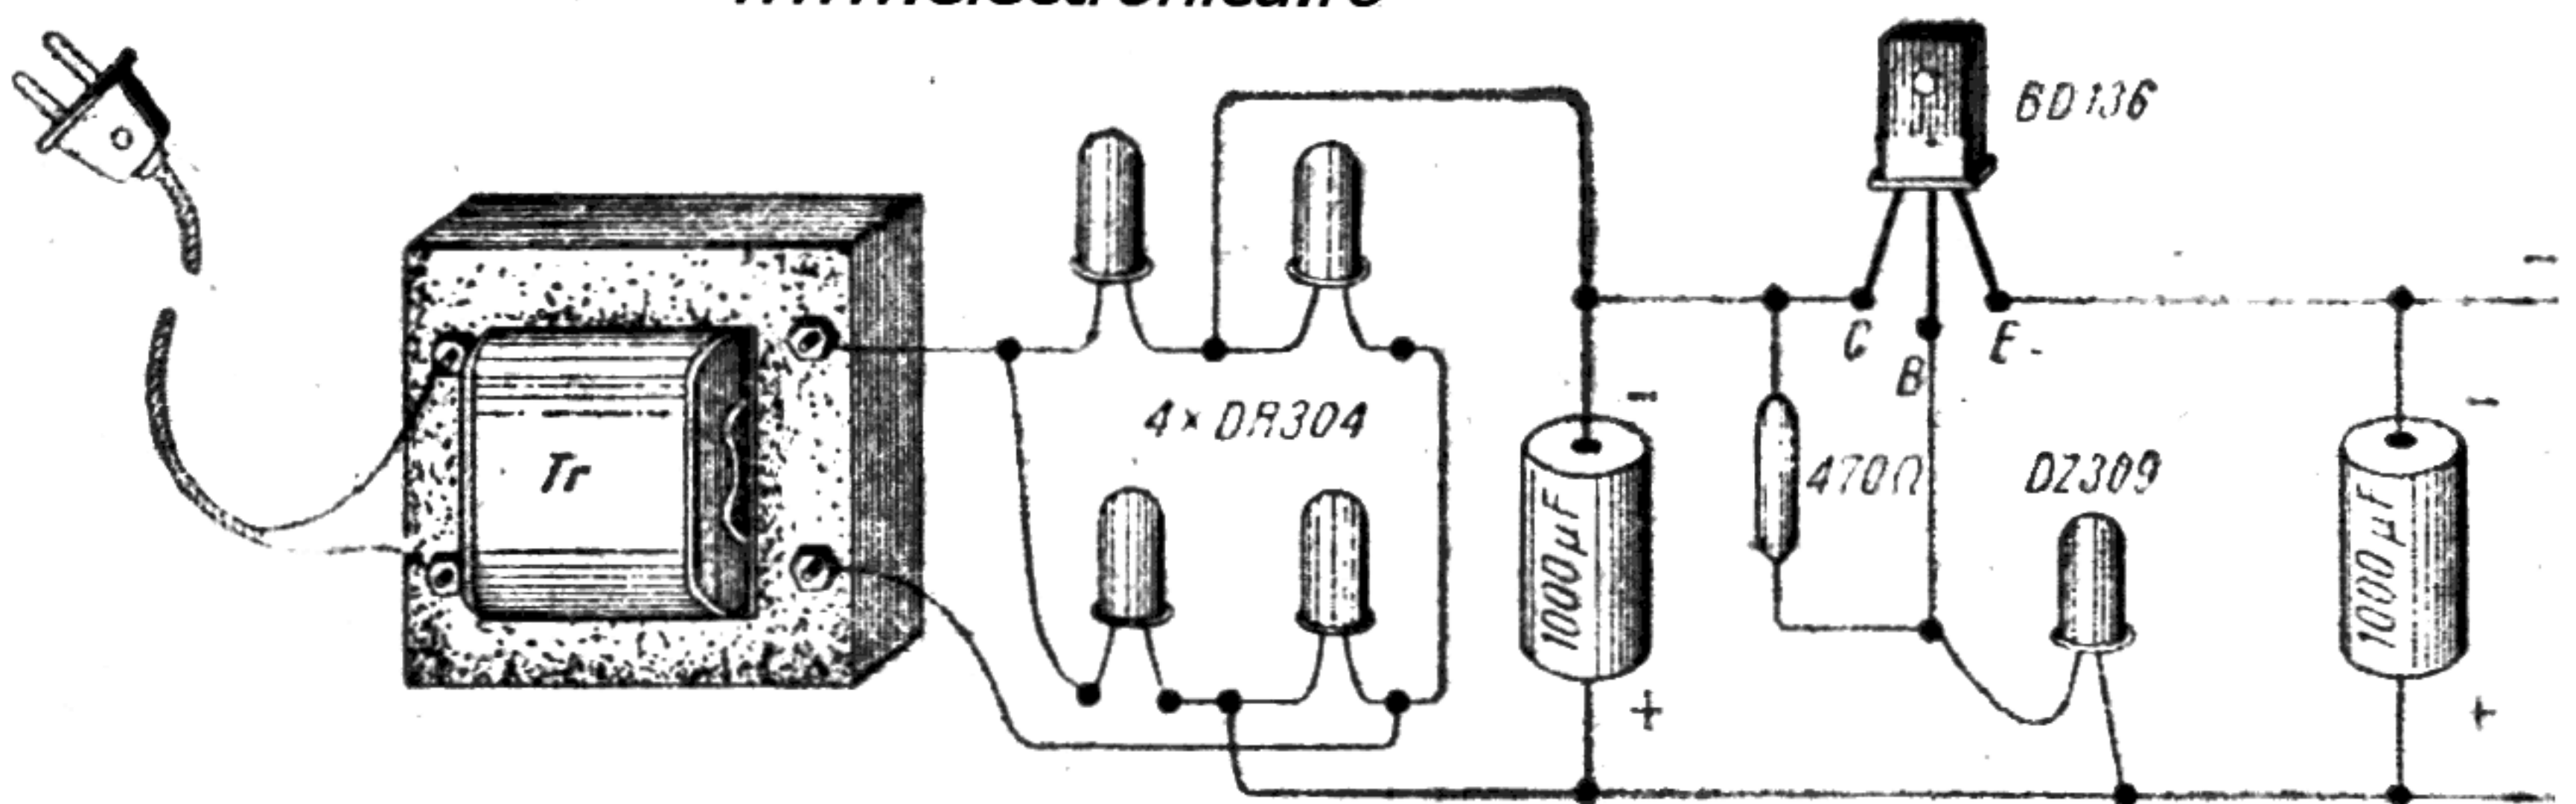 BD136
C
B
E
4× DR304
Tr
470Ω
DZ309
1000µF
1000µF
-
-
-
+
+